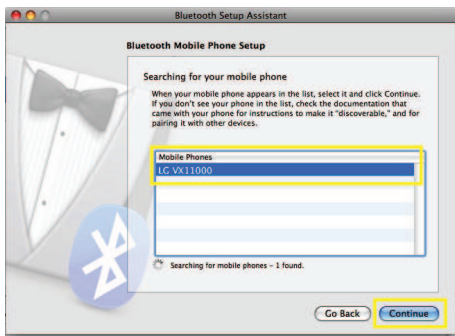 Bluetooth Setup Assistant
Bluetooth Mobile Phone Setup
Searching for your mobile phone
When your mobile phone appears in the list, select it and click Continue.
If you don't see your phone in the list, check the documentation that
came with your phone for instructions to make it "discoverable," and for
pairing it with other devices.
Mobile Phones
LG VX11000
Searching for mobile phones – 1 found.
Go Back Continue